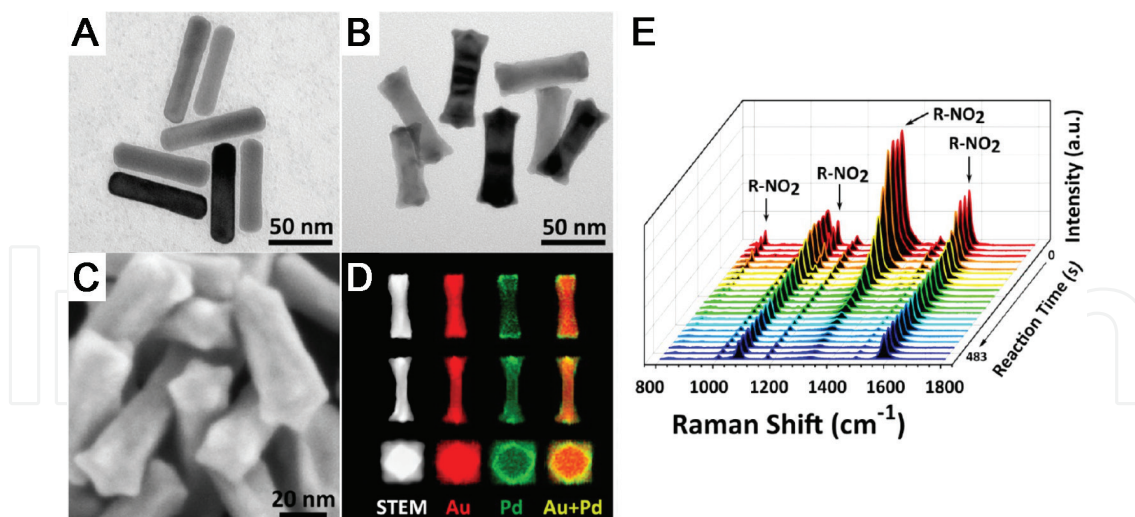 A
50 nm
B
50 nm
C
20 nm
D
STEM Au Pd Au+Pd
E
R-NO2
R-NO2
R-NO2
R-NO2
Intensity (a.u.)
0
Reaction Time (s)
483
800 1000 1200 1400 1600 1800
Raman Shift (cm-1)